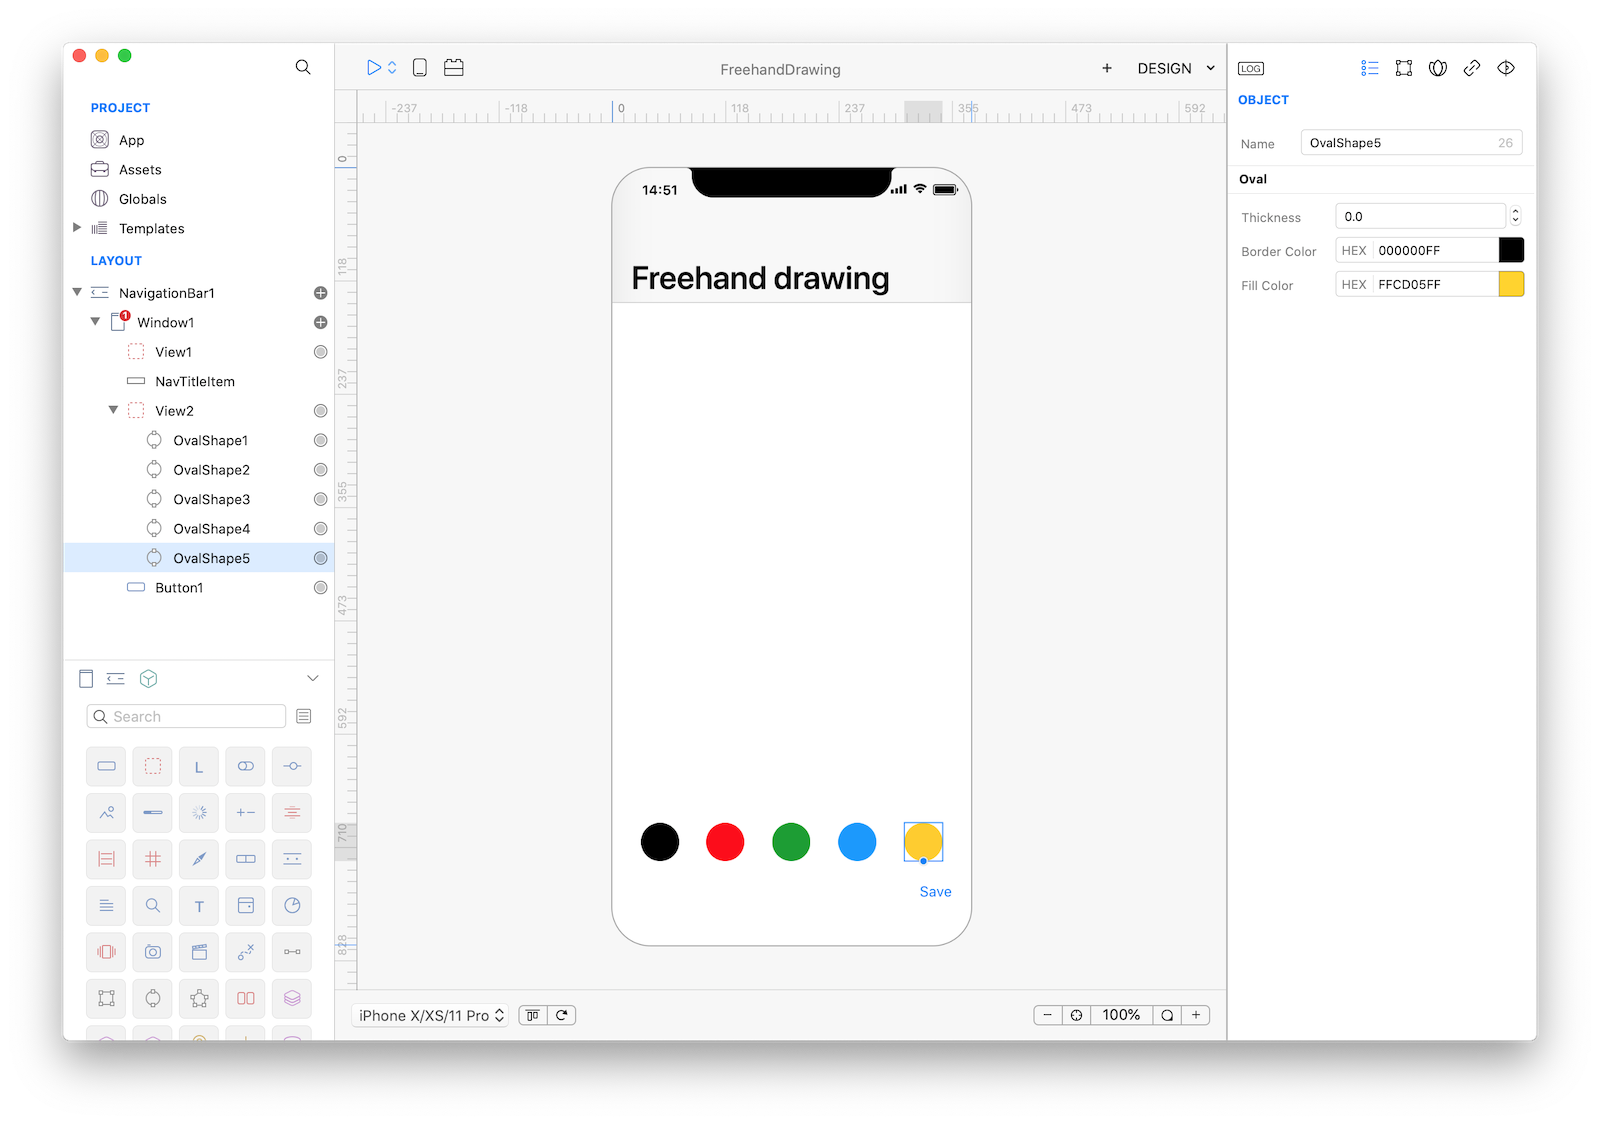 FreehandDrawing
DESIGN
LOG
PROJECT
App
Assets
Globals
Templates
LAYOUT
NavigationBar1
Window1
1
View1
NavTitleItem
View2
OvalShape1
OvalShape2
OvalShape3
OvalShape4
OvalShape5
Button1
Search
L
T
-237
-118
0
118
237
355
473
592
0
118
237
355
473
592
710
828
14:51
Freehand drawing
Save
iPhone X/XS/11 Pro
100%
OBJECT
Name
OvalShape5
26
Oval
Thickness
0.0
Border Color
HEX 000000FF
Fill Color
HEX FFCD05FF